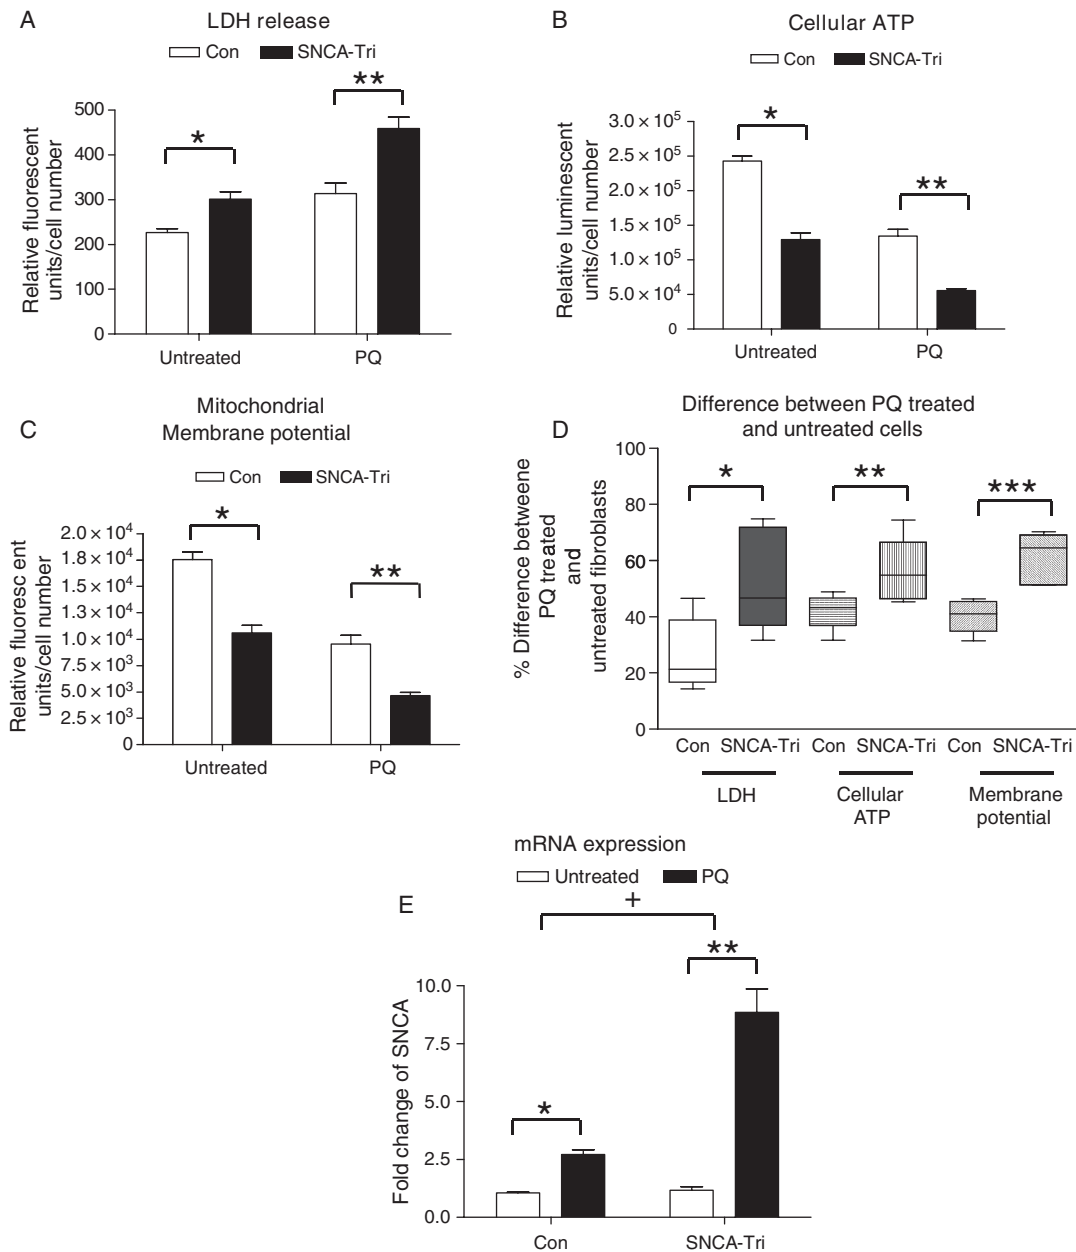 A
LDH release
Con
SNCA-Tri
Relative fluorescent
units/cell number
500
400
300
200
100
0
*
**
Untreated
PQ
B
Cellular ATP
Con
SNCA-Tri
Relative luminescent
units/cell number
3.0 × 10⁵
2.5 × 10⁵
2.0 × 10⁵
1.5 × 10⁵
1.0 × 10⁵
5.0 × 10⁴
0
*
**
Untreated
PQ
C
Mitochondrial
Membrane potential
Con
SNCA-Tri
Relative fluoresc ent
units/cell number
2.0 × 10⁴
1.8 × 10⁴
1.5 × 10⁴
1.3 × 10⁴
1.0 × 10⁴
7.5 × 10³
5.0 × 10³
2.5 × 10³
0
*
**
Untreated
PQ
D
Difference between PQ treated
and untreated cells
% Difference betweene
PQ treated
and
untreated fibroblasts
100
80
60
40
20
0
*
**
***
Con SNCA-Tri Con SNCA-Tri Con SNCA-Tri
LDH
Cellular
ATP
Membrane
potential
E
mRNA expression
Untreated
PQ
Fold change of SNCA
10.0
7.5
5.0
2.5
0.0
+
*
**
Con
SNCA-Tri